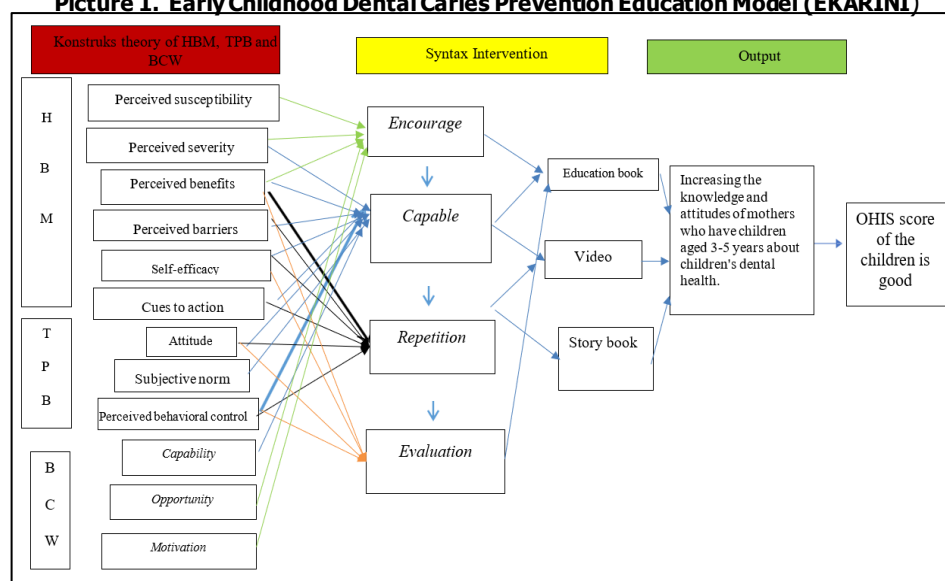 Picture 1. Early Childhood Dental Caries Prevention Education Model (EKARINI)
Konstruks theory of HBM, TPB and
BCW
Syntax Intervention
Output
H
B
M
Perceived susceptibility
Perceived severity
Perceived benefits
Perceived barriers
Self-efficacy
Cues to action
T
P
B
Attitude
Subjective norm
Perceived behavioral control
B
C
W
Capability
Opportunity
Motivation
Encourage
Capable
Repetition
Evaluation
Education book
Video
Story book
Increasing the
knowledge and
attitudes of mothers
who have children
aged 3-5 years about
children's dental
health.
OHIS score
of the
children is
good